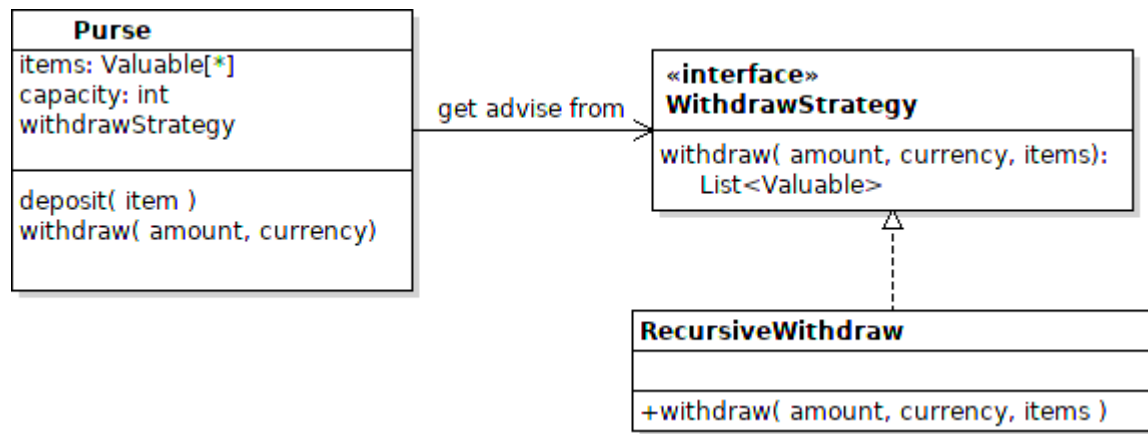 Purse
items: Valuable[*]
capacity: int
withdrawStrategy
deposit( item )
withdraw( amount, currency)
get advise from
«interface»
WithdrawStrategy
withdraw( amount, currency, items):
List<Valuable>
RecursiveWithdraw
+withdraw( amount, currency, items )